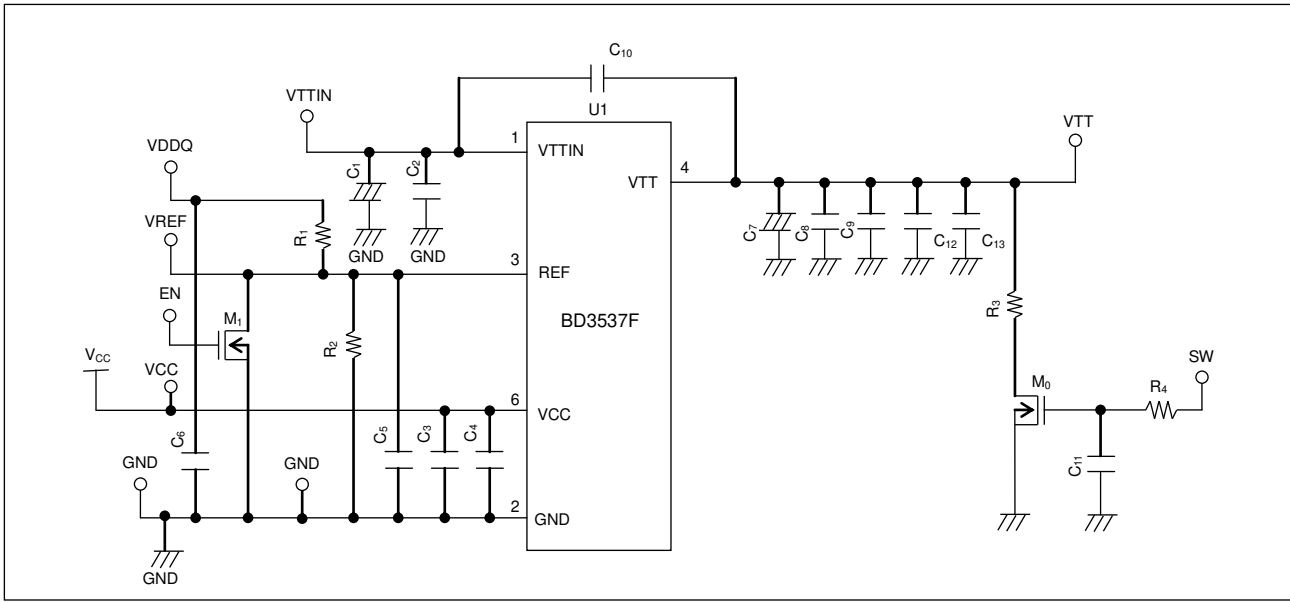 C10
U1
VTTIN
VTT
VDDQ
1
VTTIN
C1
C2
4
VTT
VREF
R1
GND
GND
C7
C8
C9
C12
C13
3
REF
EN
M1
R2
BD3537F
R3
VCC
VCC
SW
M0
R4
6
VCC
C6
C5
C3
C4
C11
GND
GND
2
GND
GND